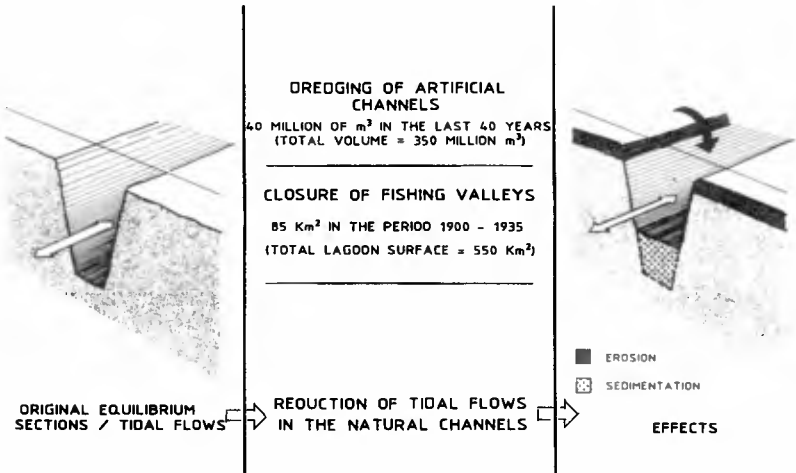 DREDGING OF ARTIFICIAL
CHANNELS
40 MILLION OF m³ IN THE LAST 40 YEARS
(TOTAL VOLUME = 350 MILLION m³)
CLOSURE OF FISHING VALLEYS
85 Km² IN THE PERIOD 1900 - 1935
(TOTAL LAGOON SURFACE = 550 Km²)
EROSION
SEDIMENTATION
ORIGINAL EQUILIBRIUM
SECTIONS / TIDAL FLOWS
REDUCTION OF TIDAL FLOWS
IN THE NATURAL CHANNELS
EFFECTS